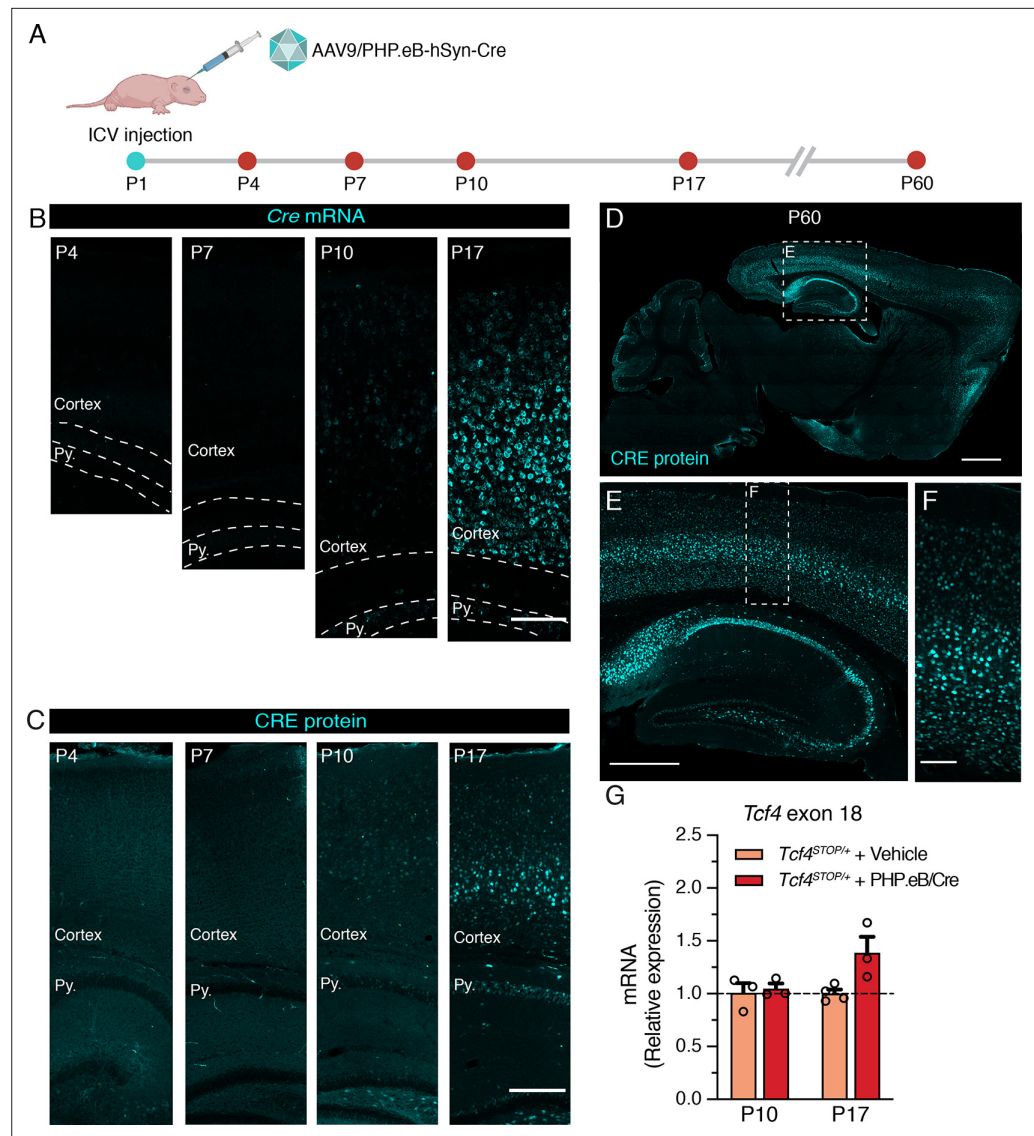 A
AAV9/PHP.eB-hSyn-Cre
ICV injection
P1 P4 P7 P10 P17 P60
B
Cre mRNA
P4 P7 P10 P17
Cortex
Py.
Cortex
Py.
Cortex
Py.
Cortex
Py.
C
CRE protein
P4 P7 P10 P17
Cortex Cortex Cortex Cortex
Py. Py. Py. Py.
D
P60
E
CRE protein
E
F
F
G
Tcf4 exon 18
Tcf4STOP/+ + Vehicle
Tcf4STOP/+ + PHP.eB/Cre
mRNA
(Relative expression)
2.5
2.0
1.5
1.0
0.5
0.0
P10 P17